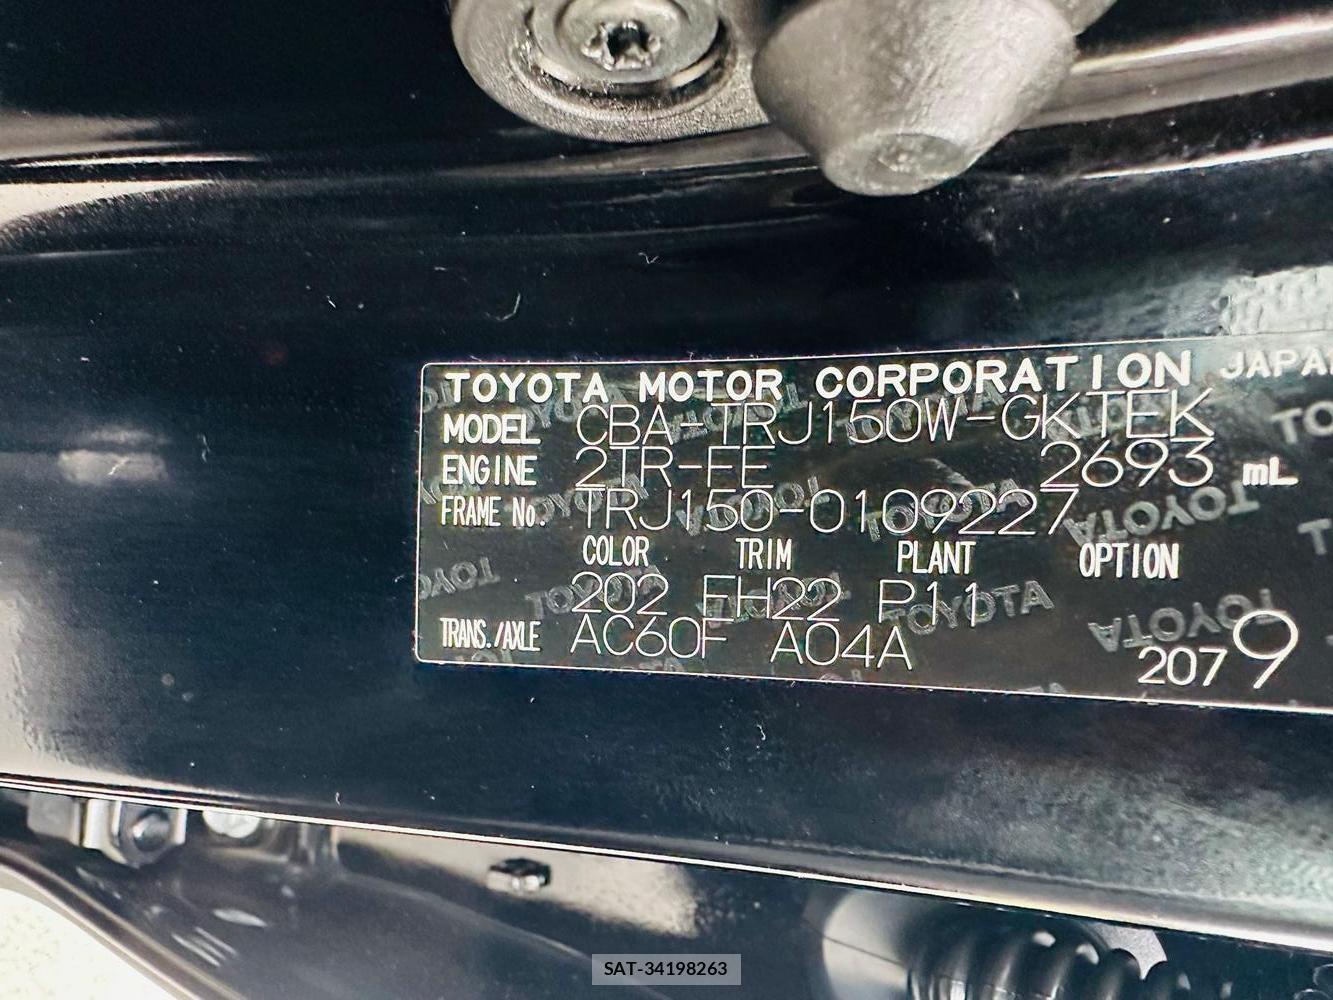 TOYOTA MOTOR CORPORATION JAPAN
MODEL CBA-TRJ150W-GKTEK
ENGINE 2TR-FE 2693 mL
FRAME No. TRJ150-0109227
COLOR TRIM PLANT OPTION
202 FH22 P11
TRANS./AXLE AC60F A04A
2079
SAT-34198263